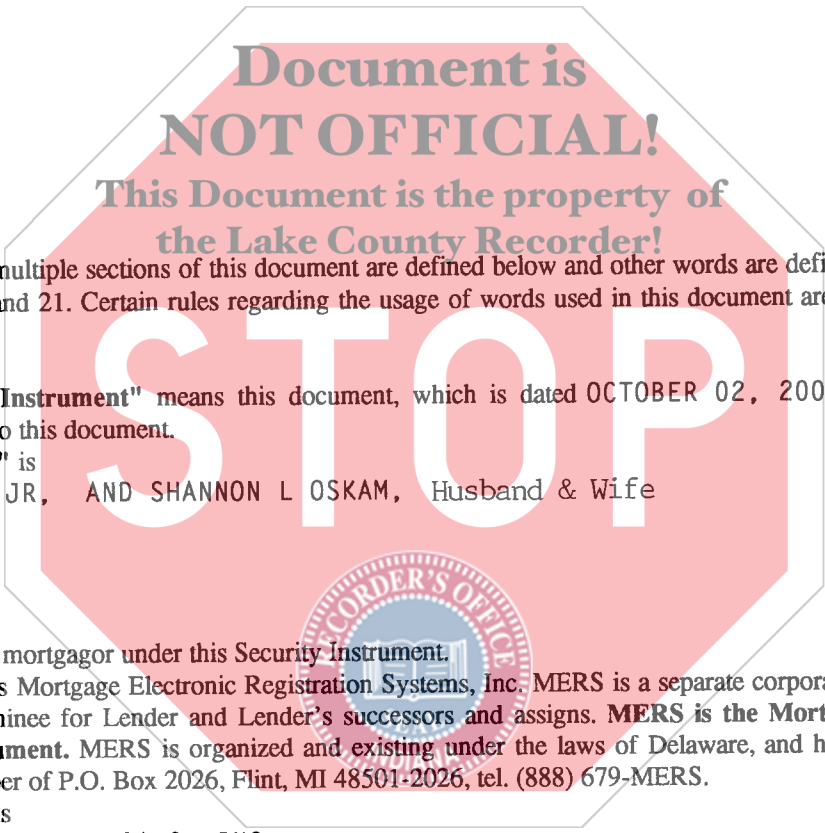 Document is
NOT OFFICIAL!
This Document is the property of
the Lake County Recorder!
multiple sections of this document are defined below and other words are defi
and 21. Certain rules regarding the usage of words used in this document are
Instrument" means this document, which is dated OCTOBER 02, 200
o this document.
" is
JR, AND SHANNON L OSKAM, Husband & Wife
STOP
RECORDER'S OFFICE
mortgagor under this Security Instrument.
s Mortgage Electronic Registration Systems, Inc. MERS is a separate corpora
inee for Lender and Lender's successors and assigns. MERS is the Mort
ument. MERS is organized and existing under the laws of Delaware, and h
er of P.O. Box 2026, Flint, MI 48501-2026, tel. (888) 679-MERS.
INDIANA
s